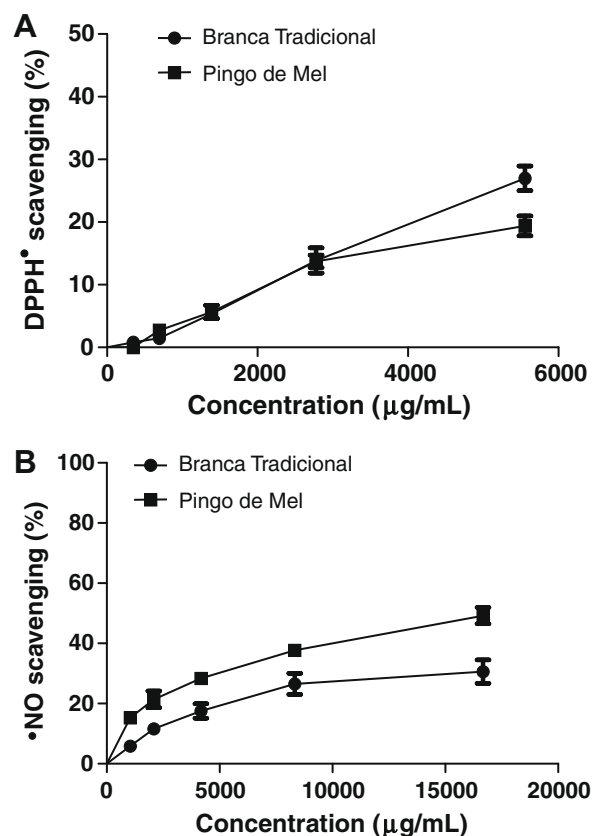 A
Branca Tradicional
Pingo de Mel
DPPH• scavenging (%)
50
40
30
20
10
0
0 2000 4000 6000
Concentration (μg/mL)
B
Branca Tradicional
Pingo de Mel
•NO scavenging (%)
100
80
60
40
20
0
0 5000 10000 15000 20000
Concentration (μg/mL)